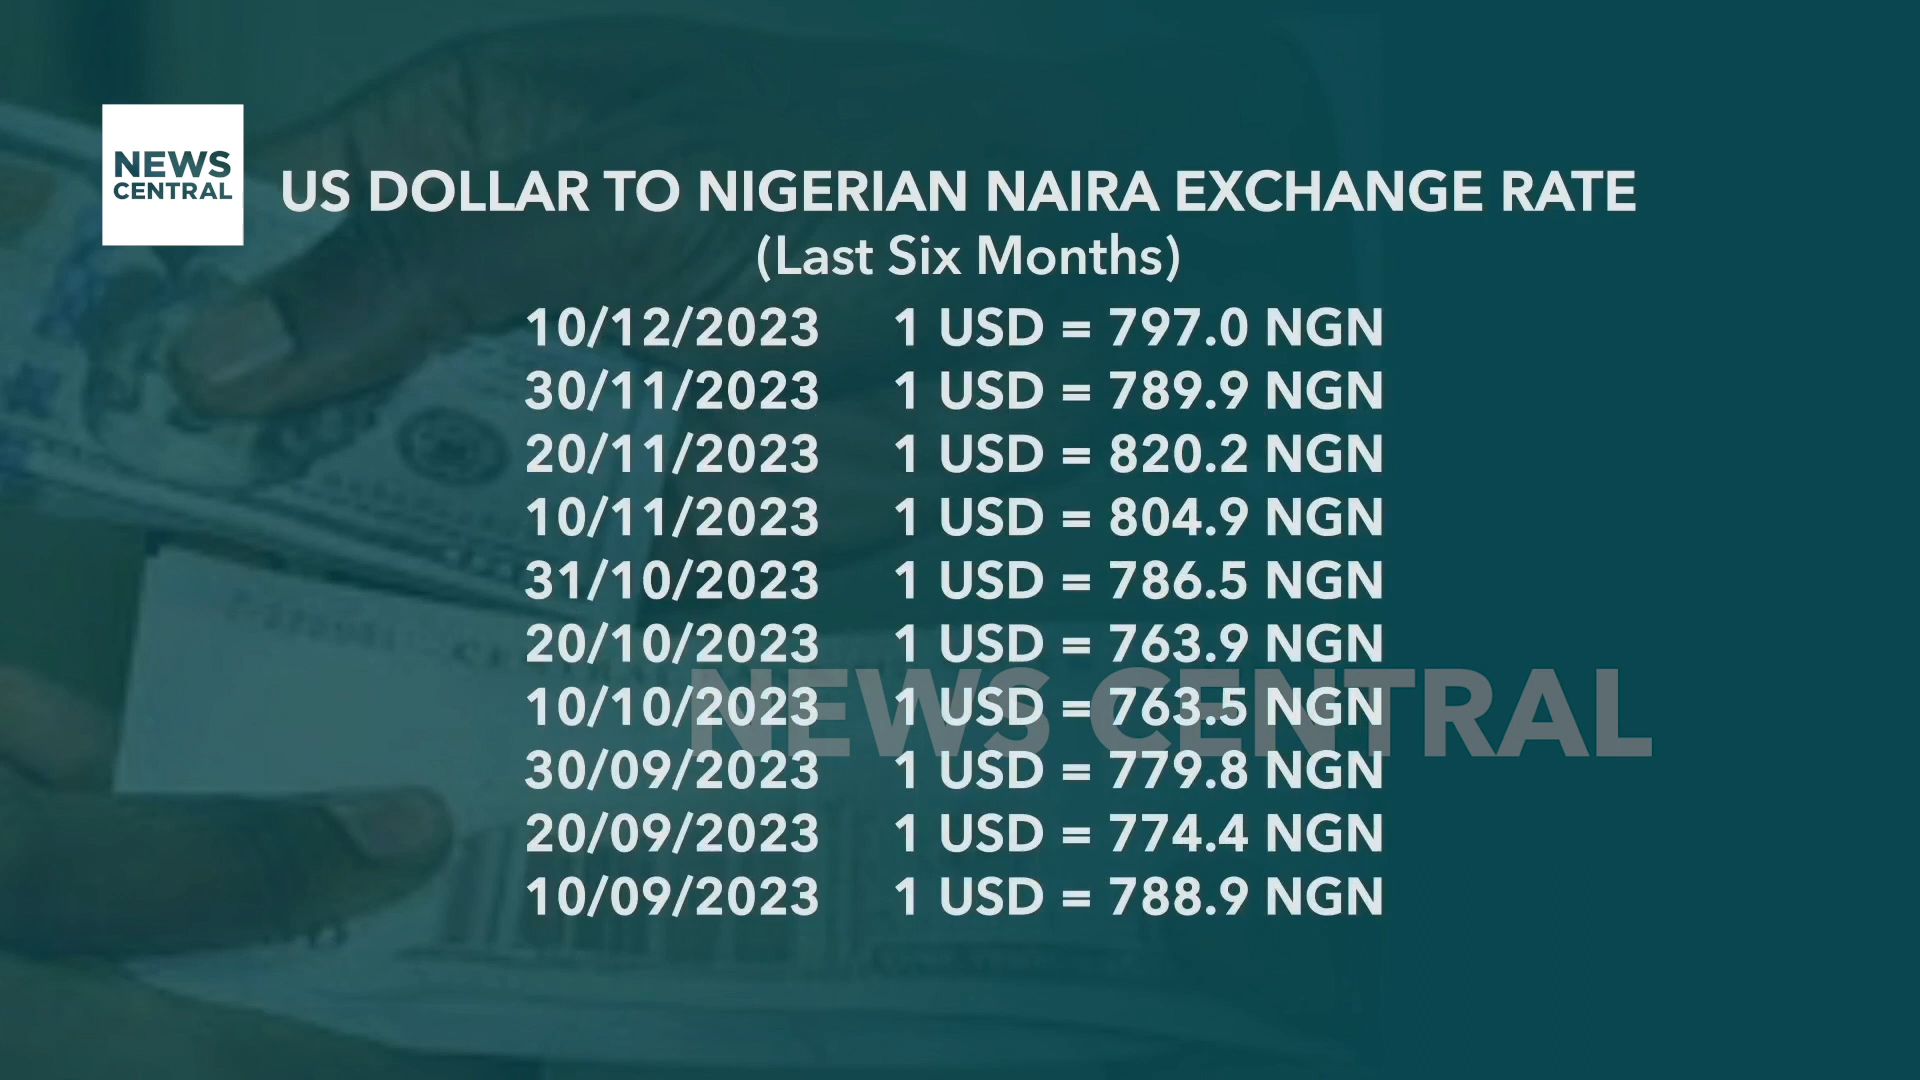 NEWS
CENTRAL
US DOLLAR TO NIGERIAN NAIRA EXCHANGE RATE
(Last Six Months)
10/12/2023 1 USD = 797.0 NGN
30/11/2023 1 USD = 789.9 NGN
20/11/2023 1 USD = 820.2 NGN
10/11/2023 1 USD = 804.9 NGN
31/10/2023 1 USD = 786.5 NGN
20/10/2023 1 USD = 763.9 NGN
10/10/2023 1 USD = 763.5 NGN
NEWS CENTRAL
30/09/2023 1 USD = 779.8 NGN
20/09/2023 1 USD = 774.4 NGN
10/09/2023 1 USD = 788.9 NGN